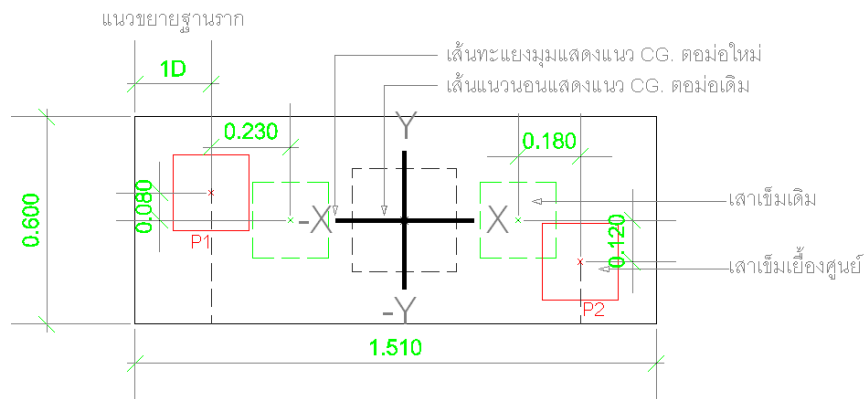 แนวขยายฐานราก
เส้นทะแยงมุมแสดงแนว CG. ตอม่อใหม่
1D
เส้นแนวนอนแสดงแนว CG. ตอม่อเดิม
Y
0.230
0.180
0.080
-X
X
เสาเข็มเดิม
0.600
P1
0.120
เสาเข็มเยื้องศูนย์
-Y
P2
1.510